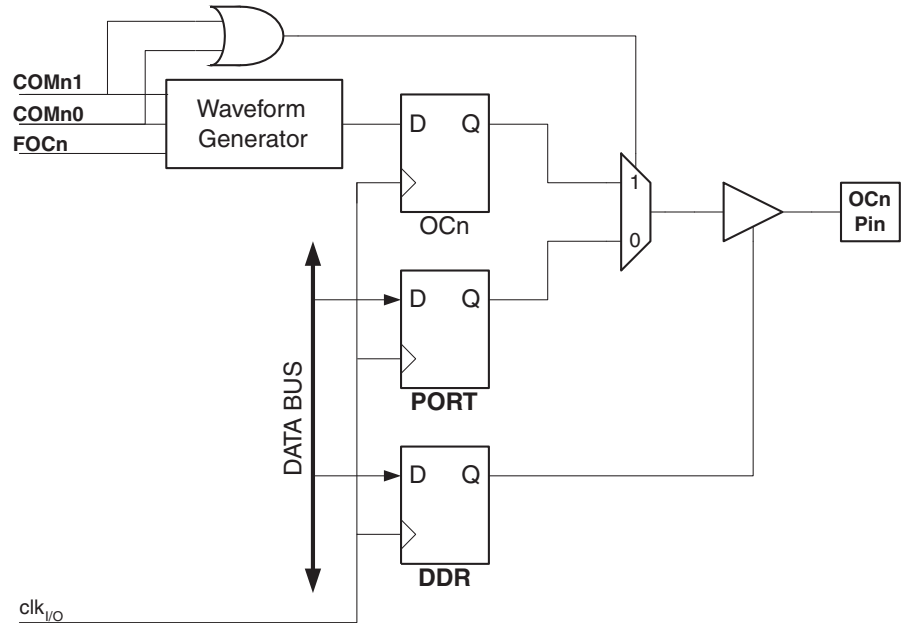 COMn1
COMn0
FOCn
Waveform
Generator
D Q
OCn
1
0
OCn
Pin
D Q
PORT
DATA BUS
D Q
DDR
clkI/O